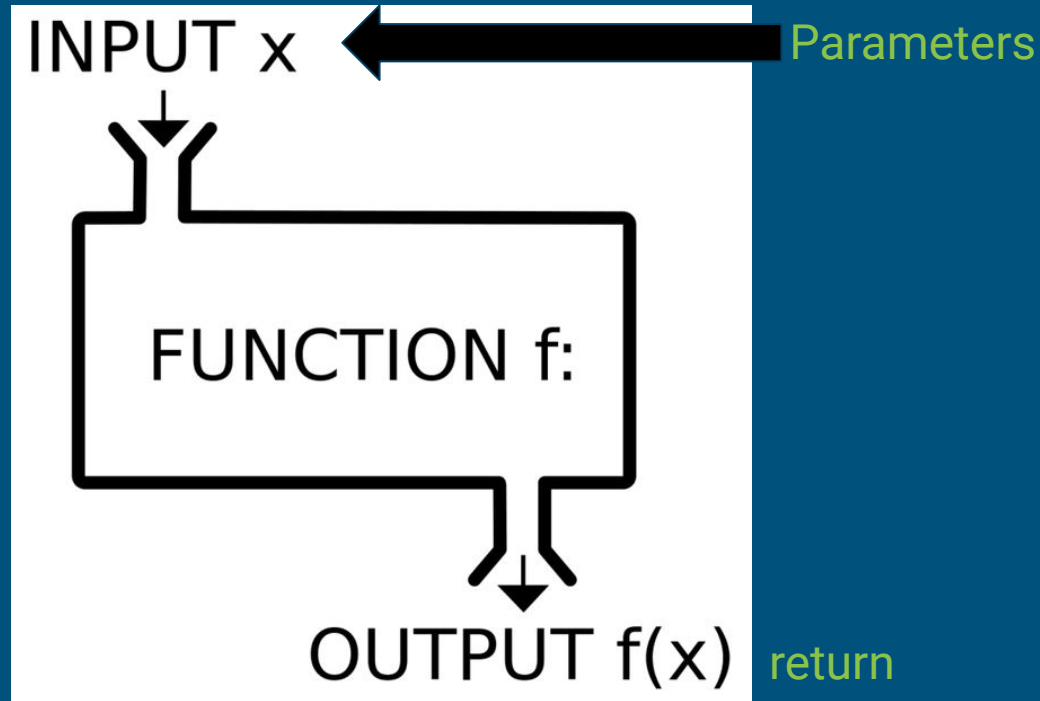 INPUT x
Parameters
FUNCTION f:
OUTPUT f(x)
return